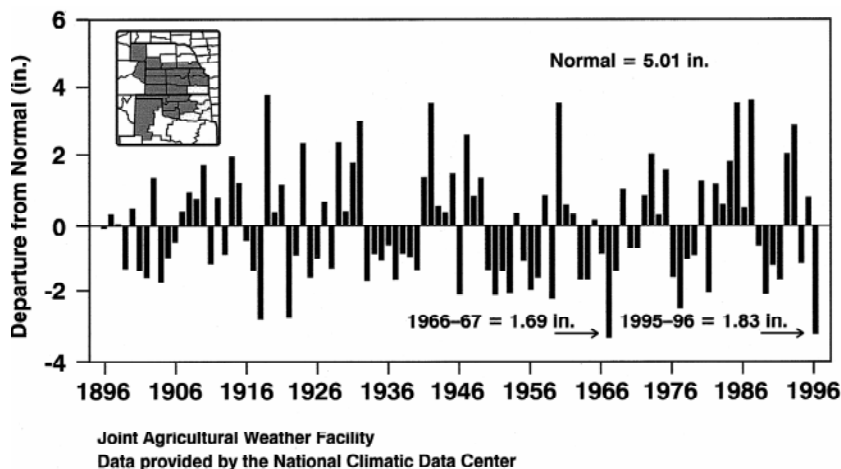 6
4
2
0
-2
-4
Departure from Normal (in.)
Normal = 5.01 in.
1966–67 = 1.69 in.
1995–96 = 1.83 in.
1896 1906 1916 1926 1936 1946 1956 1966 1976 1986 1996
Joint Agricultural Weather Facility
Data provided by the National Climatic Data Center